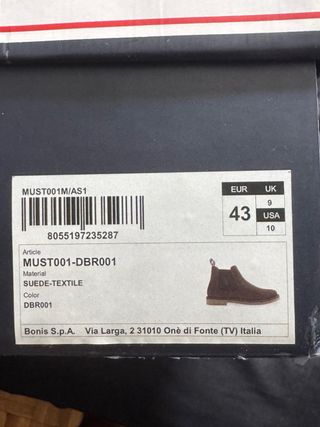 MUST001M/AS1
8055197235287
EUR
43
UK
9
USA
10
Article
MUST001-DBR001
Material
SUEDE-TEXTILE
Color
DBR001
Bonis S.p.A. Via Larga, 2 31010 Onè di Fonte (TV) Italia